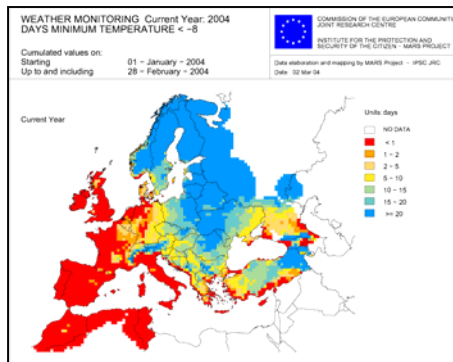 WEATHER MONITORING Current Year: 2004
DAYS MINIMUM TEMPERATURE < -8
Cumulated values on:
Starting 01 - January - 2004
Up to and including 28 - February - 2004
COMMISSION OF THE EUROPEAN COMMUNITIE
JOINT RESEARCH CENTRE
INSTITUTE FOR THE PROTECTION AND
SECURITY OF THE CITIZEN - MARS PROJECT
Data elaboration and mapping by MARS Project - IPSC JRC
Date: 02 Mar 04
Current Year
Units: days
NO DATA
< 1
1 - 2
2 - 5
5 - 10
10 - 15
15 - 20
>= 20